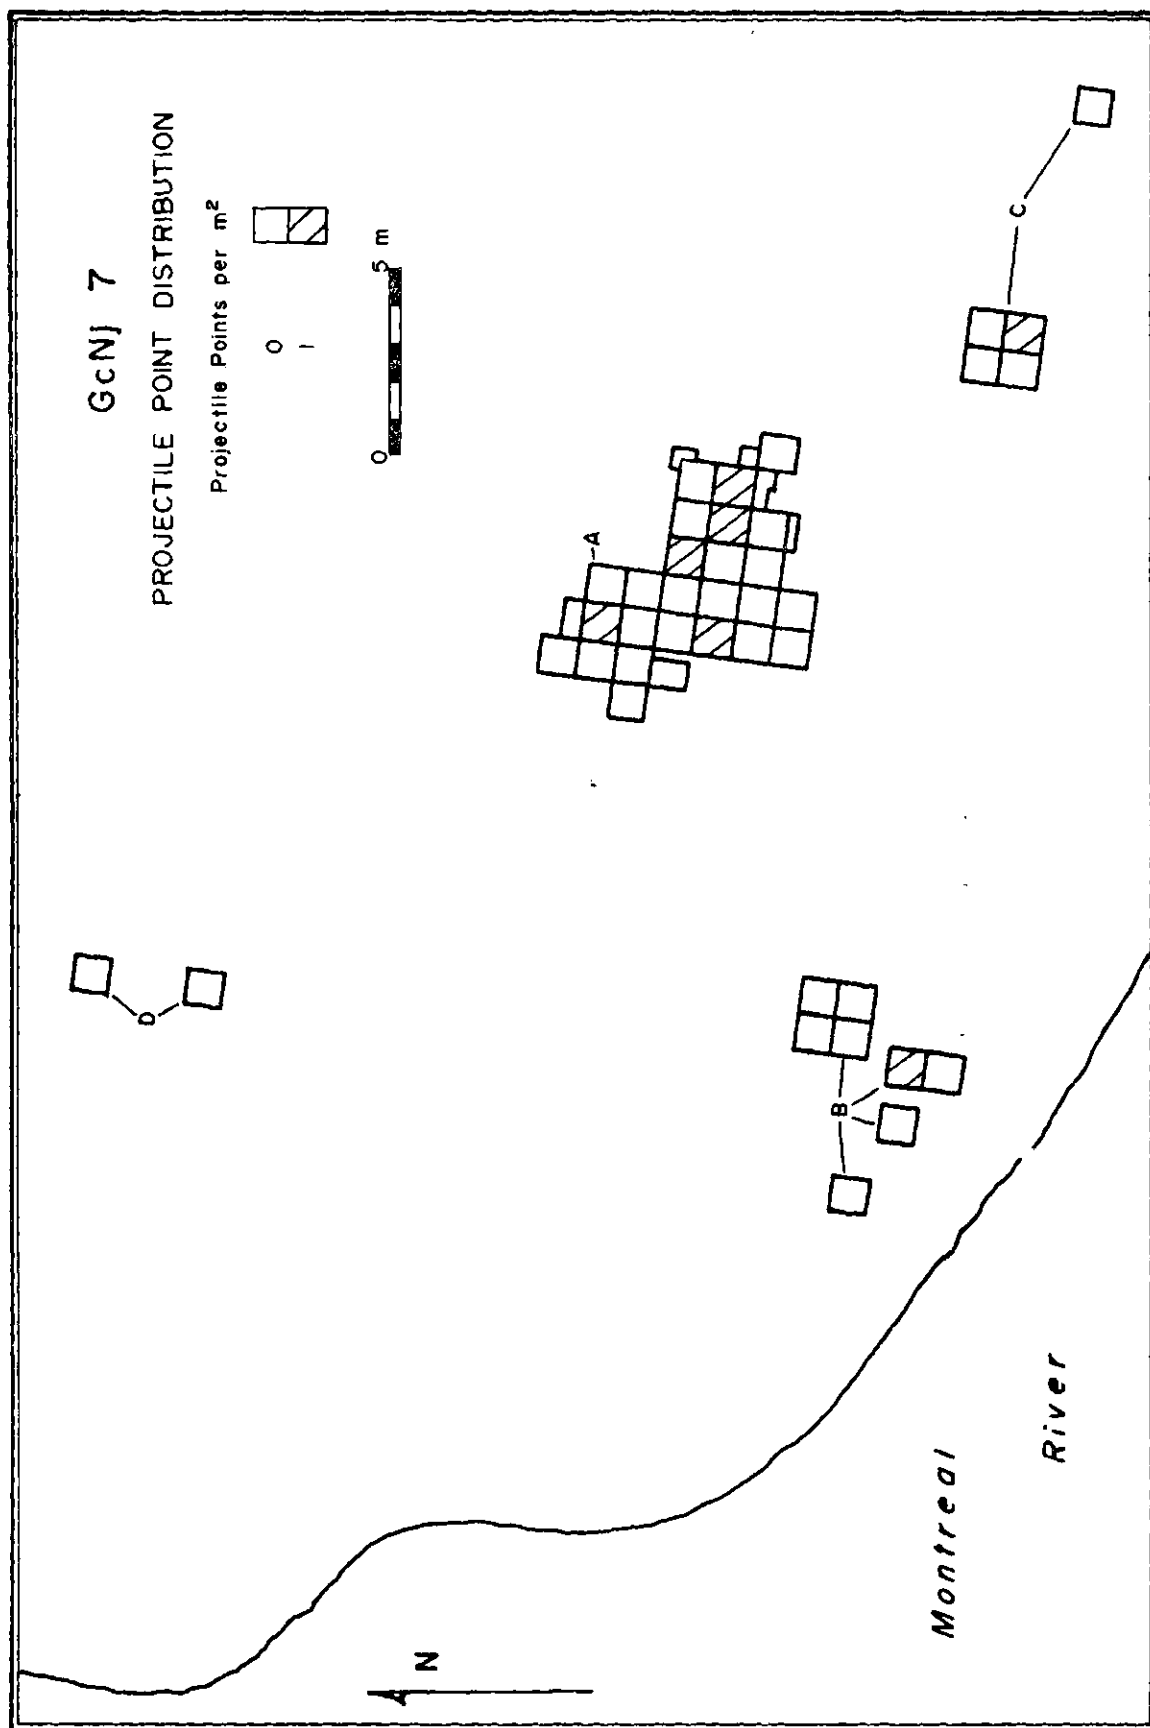 GcNj 7
PROJECTILE POINT DISTRIBUTION
Projectile Points per m²
0
1
0 5 m
A
B
C
D
N
Montreal
River